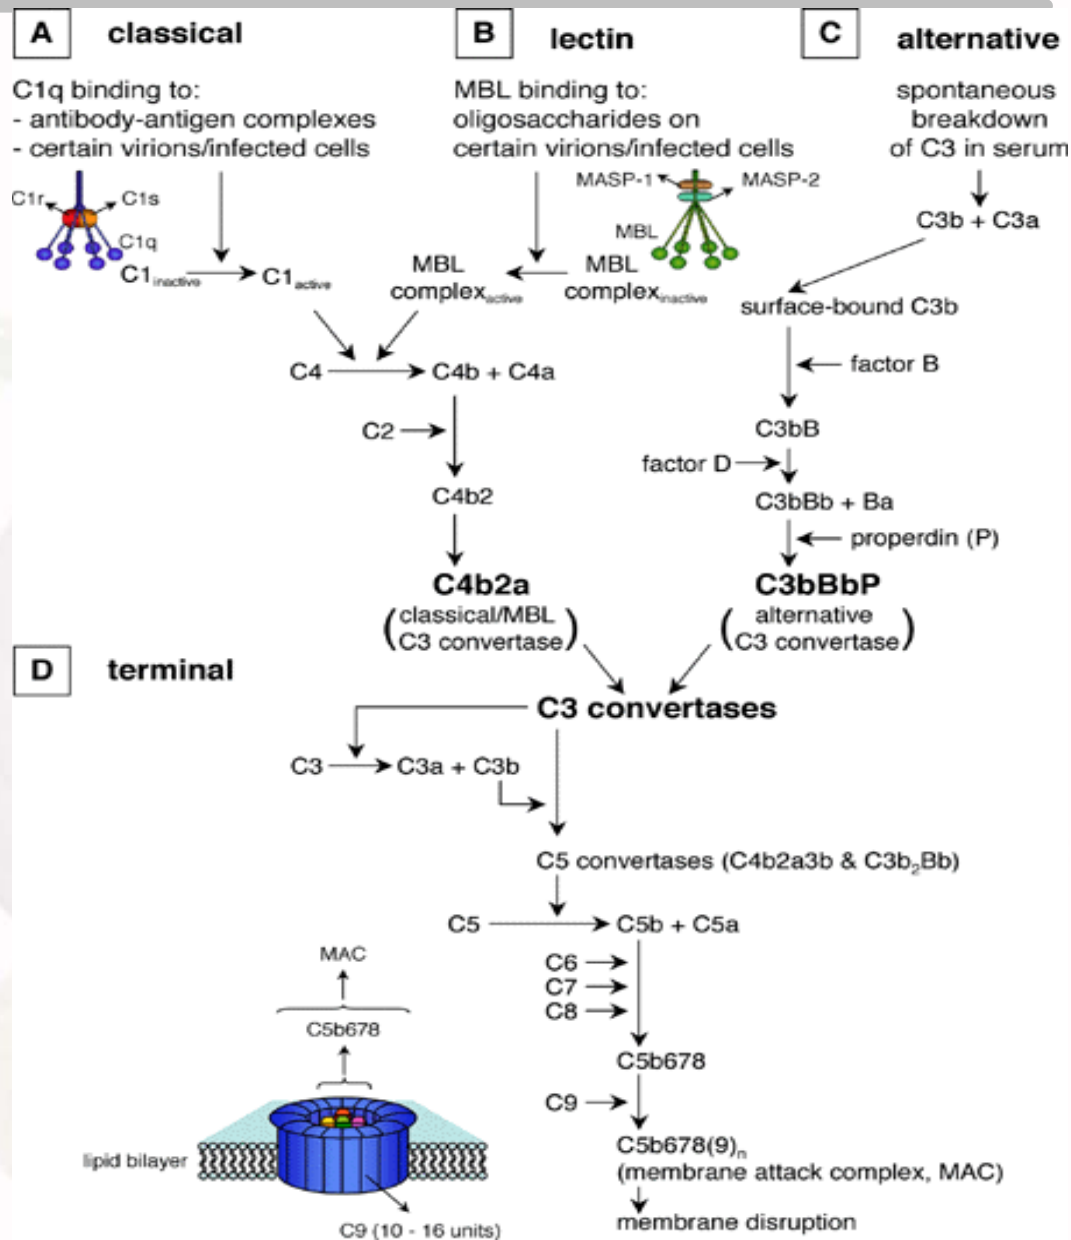 A classical
C1q binding to:
- antibody-antigen complexes
- certain virions/infected cells
C1r
C1s
C1q
C1inactive
C1active
B lectin
MBL binding to:
oligosaccharides on
certain virions/infected cells
MASP-1
MASP-2
MBL
MBL
complexactive
MBL
complexinactive
C4
C4b + C4a
C2
C4b2
C4b2a
(classical/MBL
C3 convertase)
C alternative
spontaneous
breakdown
of C3 in serum
C3b + C3a
surface-bound C3b
factor B
C3bB
factor D
C3bBb + Ba
properdin (P)
C3bBbP
(alternative
C3 convertase)
D terminal
C3 convertases
C3
C3a + C3b
C5 convertases (C4b2a3b & C3b₂Bb)
C5
C5b + C5a
C6
C7
C8
C5b678
C9
C5b678(9)n
(membrane attack complex, MAC)
membrane disruption
MAC
C5b678
lipid bilayer
C9 (10 - 16 units)